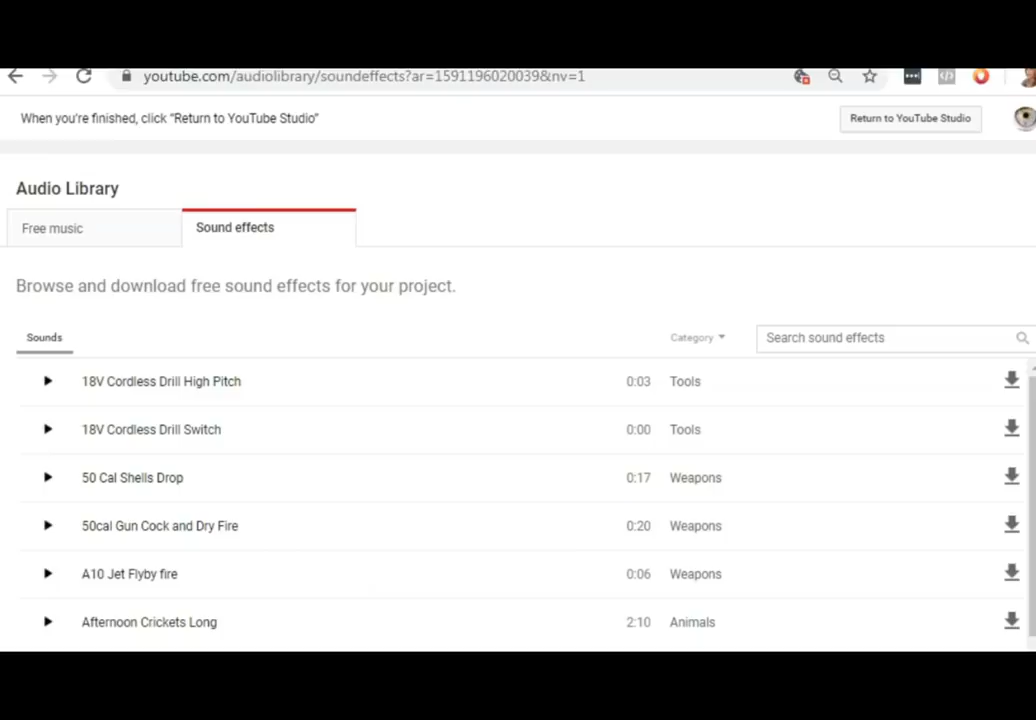 youtube.com/audiolibrary/soundeffects?ar=1591196020039&nv=1
When you're finished, click "Return to YouTube Studio"
Return to YouTube Studio
Audio Library
Free music
Sound effects
Browse and download free sound effects for your project.
Sounds
Category
Search sound effects
18V Cordless Drill High Pitch 0:03 Tools
18V Cordless Drill Switch 0:00 Tools
50 Cal Shells Drop 0:17 Weapons
50cal Gun Cock and Dry Fire 0:20 Weapons
A10 Jet Flyby fire 0:06 Weapons
Afternoon Crickets Long 2:10 Animals